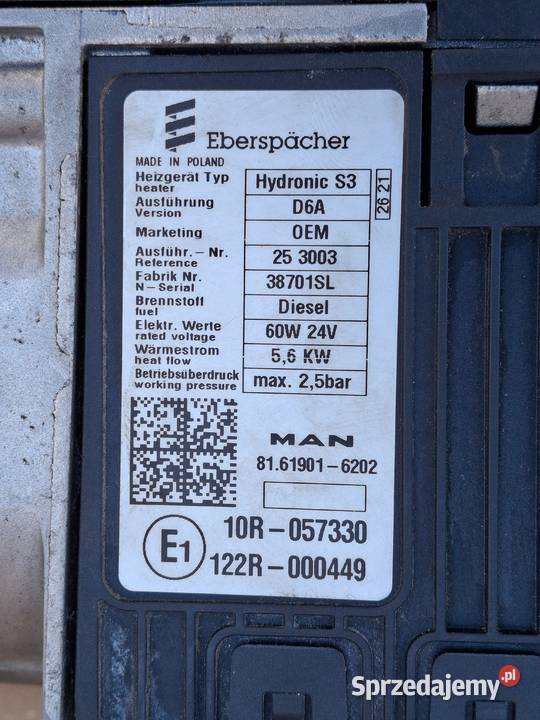 Eberspächer
MADE IN POLAND
Heizgerät Typ Hydronic S3
heater
26 21
Ausführung D6A
Version
Marketing OEM
Ausführ. - Nr. 25 3003
Reference
Fabrik Nr. 38701SL
N-Serial
Brennstoff Diesel
fuel
Elektr. Werte 60W 24V
rated voltage
Wärmestrom 5,6 KW
heat flow
Betriebsüberdruck max. 2,5bar
working pressure
MAN
81.61901-6202
E1
10R-057330
122R-000449
Sprzedajemy.pl